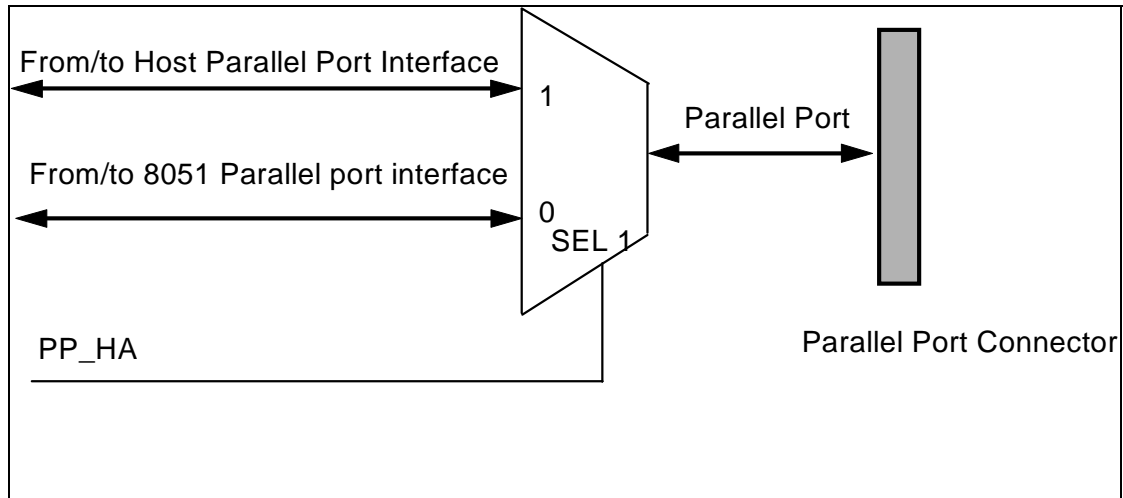 From/to Host Parallel Port Interface
1
Parallel Port
From/to 8051 Parallel port interface
0
SEL 1
PP_HA
Parallel Port Connector